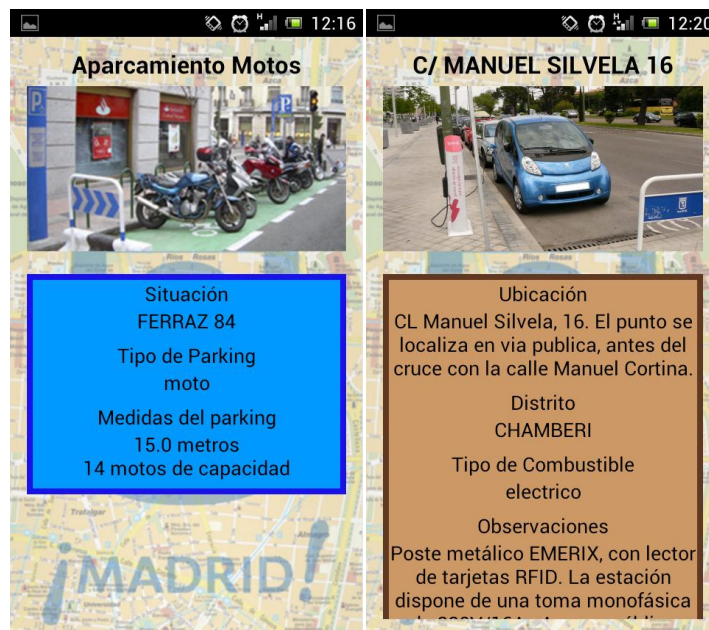 12:16
Aparcamiento Motos
P
P
Situación
FERRAZ 84
Tipo de Parking
moto
Medidas del parking
15.0 metros
14 motos de capacidad
Trafalgar
¡MADRID!
12:20
C/ MANUEL SILVELA 16
Ríos Rosas
Ubicación
CL Manuel Silvela, 16. El punto se
localiza en via publica, antes del
cruce con la calle Manuel Cortina.
Distrito
CHAMBERI
Tipo de Combustible
electrico
Observaciones
Poste metálico EMERIX, con lector
de tarjetas RFID. La estación
dispone de una toma monofásica